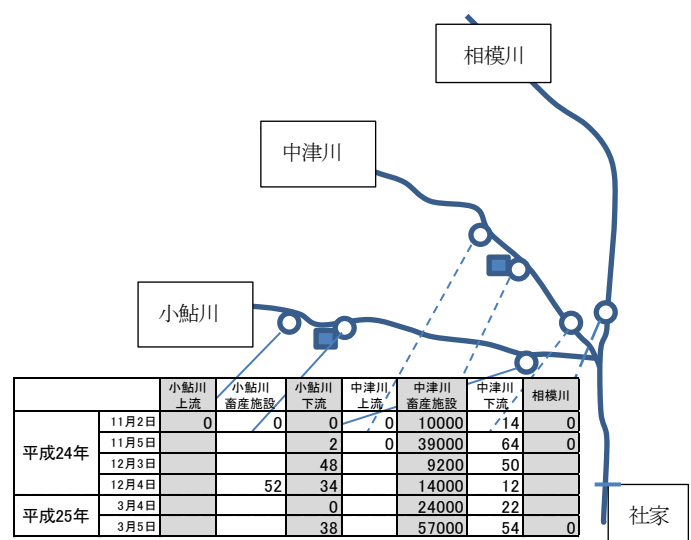 相模川
中津川
小鮎川
小鮎川上流 小鮎川畜産施設 小鮎川下流 中津川上流 中津川畜産施設 中津川下流 相模川
平成24年 11月2日 0 0 0 0 10000 14 0
11月5日 2 0 39000 64 0
12月3日 48 9200 50
12月4日 52 34 14000 12
平成25年 3月4日 0 24000 22
3月5日 38 57000 54 0
社家